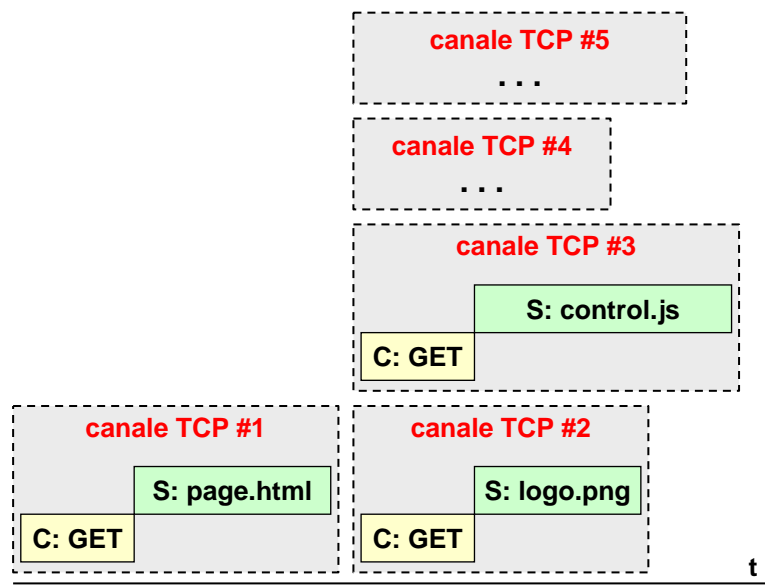 canale TCP #5
. . .
canale TCP #4
. . .
canale TCP #3
S: control.js
C: GET
canale TCP #1
S: page.html
C: GET
canale TCP #2
S: logo.png
C: GET
t